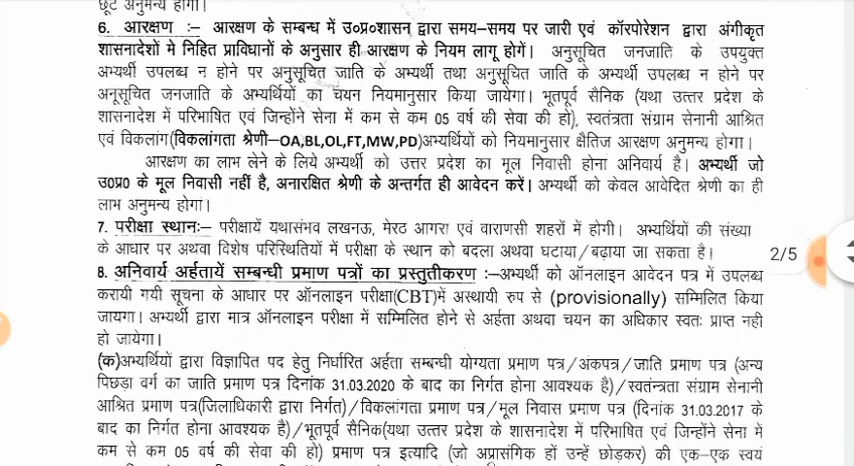 छूट अनुमन्य होगी।
6. आरक्षण :– आरक्षण के सम्बन्ध में उ०प्र०शासन द्वारा समय–समय पर जारी एवं कॉरपोरेशन द्वारा अंगीकृत
शासनादेशों मे निहित प्राविधानों के अनुसार ही आरक्षण के नियम लागू होगें। अनुसूचित जनजाति के उपयुक्त
अभ्यर्थी उपलब्ध न होने पर अनुसूचित जाति के अभ्यर्थी तथा अनुसूचित जाति के अभ्यर्थी उपलब्ध न होने पर
अनूसूचित जनजाति के अभ्यर्थियों का चयन नियमानुसार किया जायेगा। भूतपूर्व सैनिक (यथा उत्तर प्रदेश के
शासनादेश में परिभाषित एवं जिन्होंने सेना में कम से कम 05 वर्ष की सेवा की हो), स्वतंत्रता संग्राम सेनानी आश्रित
एवं विकलांग(विकलांगता श्रेणी–OA,BL,OL,FT,MW,PD)अभ्यर्थियों को नियमानुसार क्षैतिज आरक्षण अनुमन्य होगा।
आरक्षण का लाभ लेने के लिये अभ्यर्थी को उत्तर प्रदेश का मूल निवासी होना अनिवार्य है। अभ्यर्थी जो
उ०प्र० के मूल निवासी नहीं है, अनारक्षित श्रेणी के अन्तर्गत ही आवेदन करें। अभ्यर्थी को केवल आवेदित श्रेणी का ही
लाभ अनुमन्य होगा।
7. परीक्षा स्थानः– परीक्षायें यथासंभव लखनऊ, मेरठ आगरा एवं वाराणसी शहरों में होगी। अभ्यर्थियों की संख्या
के आधार पर अथवा विशेष परिस्थितियों में परीक्षा के स्थान को बदला अथवा घटाया/बढ़ाया जा सकता है।
2/5
8. अनिवार्य अर्हतायें सम्बन्धी प्रमाण पत्रों का प्रस्तुतीकरण :–अभ्यर्थी को ऑनलाइन आवेदन पत्र में उपलब्ध
करायी गयी सूचना के आधार पर ऑनलाइन परीक्षा(CBT)में अस्थायी रुप से (provisionally) सम्मिलित किया
जायगा। अभ्यर्थी द्वारा मात्र ऑनलाइन परीक्षा में सम्मिलित होने से अर्हता अथवा चयन का अधिकार स्वतः प्राप्त नही
हो जायेगा।
(क)अभ्यर्थियों द्वारा विज्ञापित पद हेतु निर्धारित अर्हता सम्बन्धी योग्यता प्रमाण पत्र/अंकपत्र/जाति प्रमाण पत्र (अन्य
पिछड़ा वर्ग का जाति प्रमाण पत्र दिनांक 31.03.2020 के बाद का निर्गत होना आवश्यक है)/स्वतंन्त्रता संग्राम सेनानी
आश्रित प्रमाण पत्र(जिलाधिकारी द्वारा निर्गत)/विकलांगता प्रमाण पत्र/मूल निवास प्रमाण पत्र (दिनांक 31.03.2017 के
बाद का निर्गत होना आवश्यक है)/भूतपूर्व सैनिक(यथा उत्तर प्रदेश के शासनादेश में परिभाषित एवं जिन्होंने सेना में
कम से कम 05 वर्ष की सेवा की हो) प्रमाण पत्र इत्यादि (जो अप्रासंगिक हों उन्हें छोड़कर) की एक–एक स्वयं